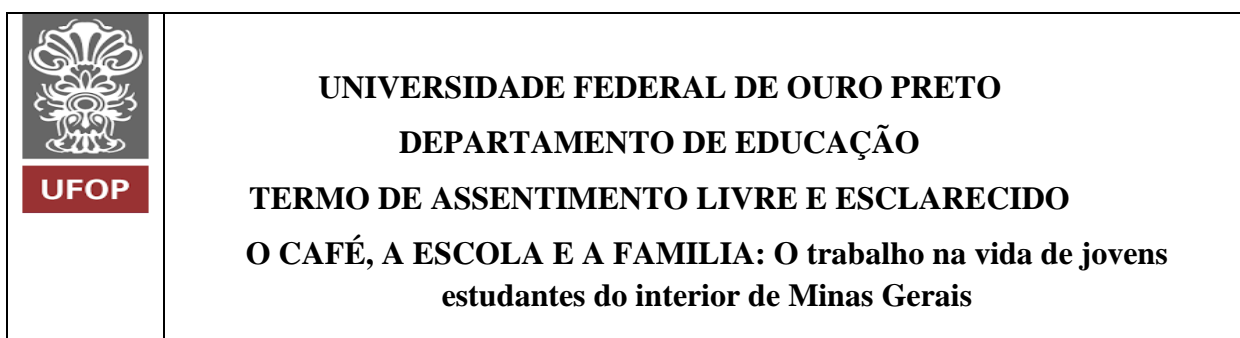 UFOP
UNIVERSIDADE FEDERAL DE OURO PRETO
DEPARTAMENTO DE EDUCAÇÃO
TERMO DE ASSENTIMENTO LIVRE E ESCLARECIDO
O CAFÉ, A ESCOLA E A FAMILIA: O trabalho na vida de jovens
estudantes do interior de Minas Gerais